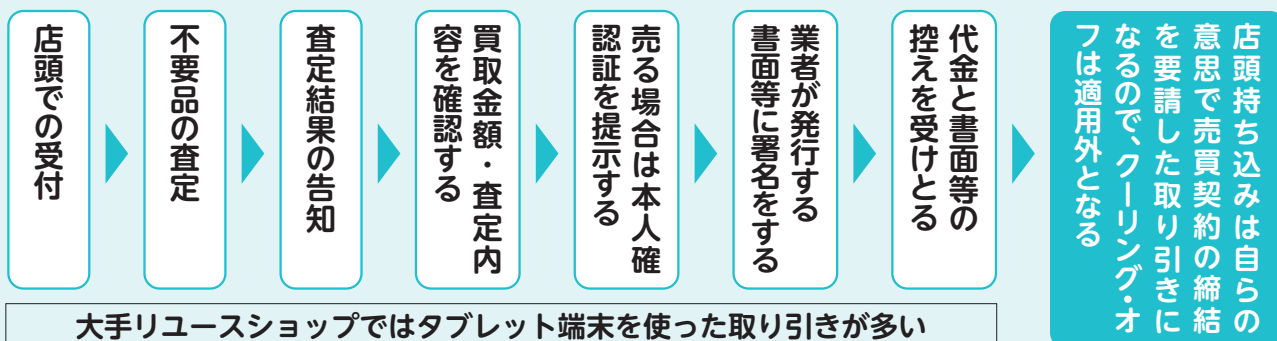 店頭での受付
不要品の査定
査定結果の告知
買取金額・査定内
容を確認する
売る場合は本人確
認証を提示する
業者が発行する
書面等に署名をする
代金と書面等の
控えを受けとる
店頭持ち込みは自らの
意思で売買契約の締結
を要請した取り引きに
なるので、クーリング・オ
フは適用外となる
大手リユースショップではタブレット端末を使った取り引きが多い